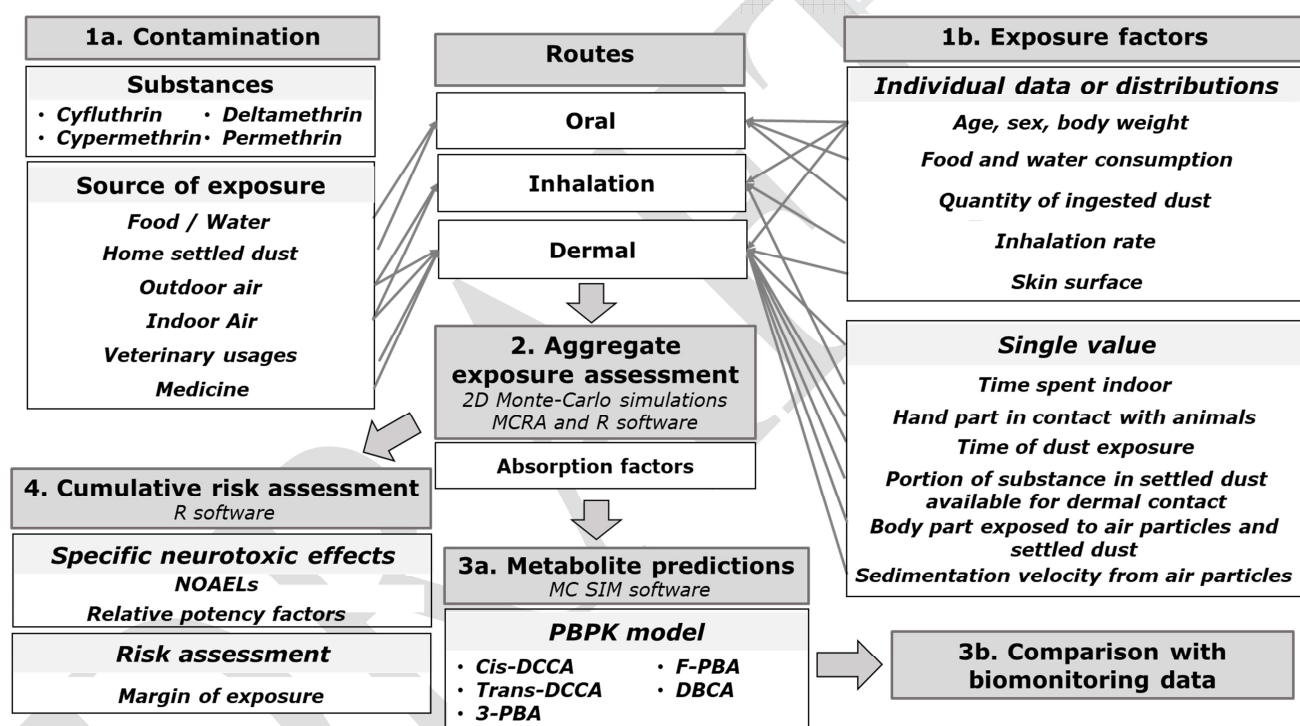 1a. Contamination
Substances
• Cyfluthrin • Deltamethrin
• Cypermethrin • Permethrin
Source of exposure
Food / Water
Home settled dust
Outdoor air
Indoor Air
Veterinary usages
Medicine
Routes
Oral
Inhalation
Dermal
1b. Exposure factors
Individual data or distributions
Age, sex, body weight
Food and water consumption
Quantity of ingested dust
Inhalation rate
Skin surface
Single value
Time spent indoor
Hand part in contact with animals
Time of dust exposure
Portion of substance in settled dust
available for dermal contact
Body part exposed to air particles and
settled dust
Sedimentation velocity from air particles
2. Aggregate
exposure assessment
2D Monte-Carlo simulations
MCRA and R software
Absorption factors
3a. Metabolite predictions
MC SIM software
PBPK model
• Cis-DCCA • F-PBA
• Trans-DCCA • DBCA
• 3-PBA
3b. Comparison with
biomonitoring data
4. Cumulative risk assessment
R software
Specific neurotoxic effects
NOAELs
Relative potency factors
Risk assessment
Margin of exposure